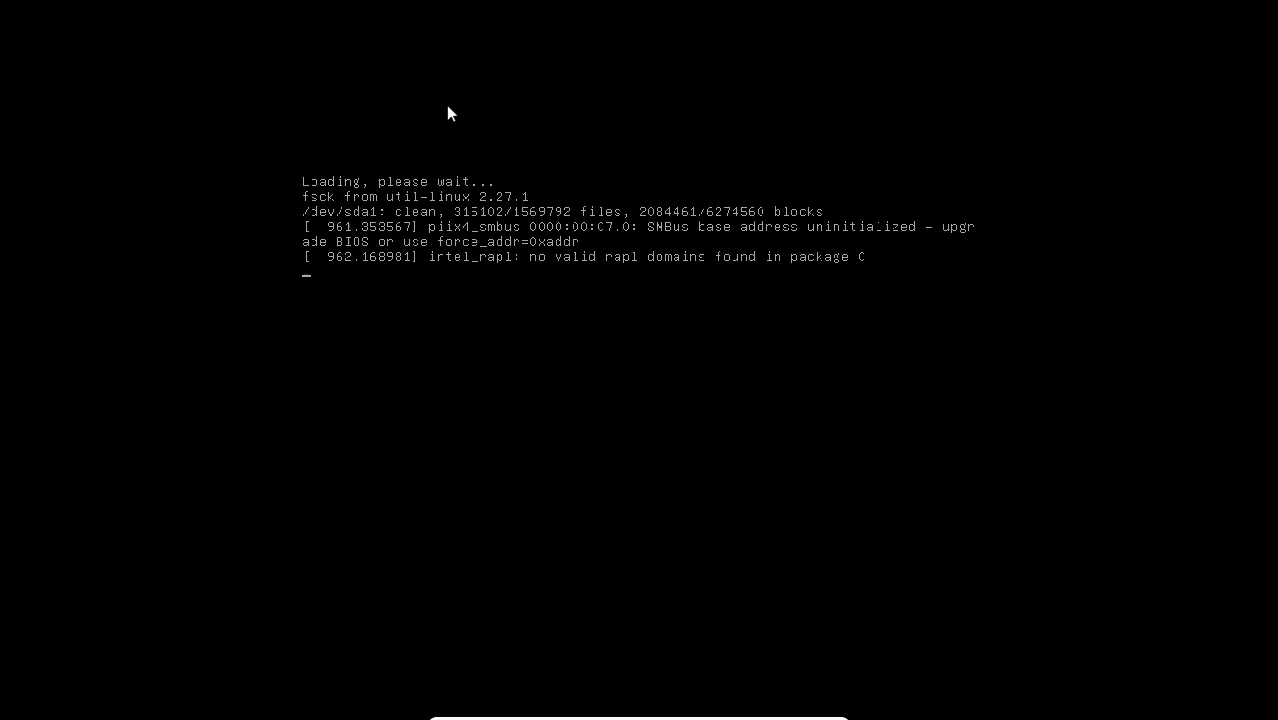 Loading, please wait...
fsck from util-linux 2.27.1
/dev/sda1: clean, 315102/1569792 files, 2084461/6274560 blocks
[  961.353567] piix4_smbus 0000:00:07.0: SMBus base address uninitialized - upgr
ade BIOS or use force_addr=0xaddr
[  962.168981] intel_rapl: no valid rapl domains found in package 0